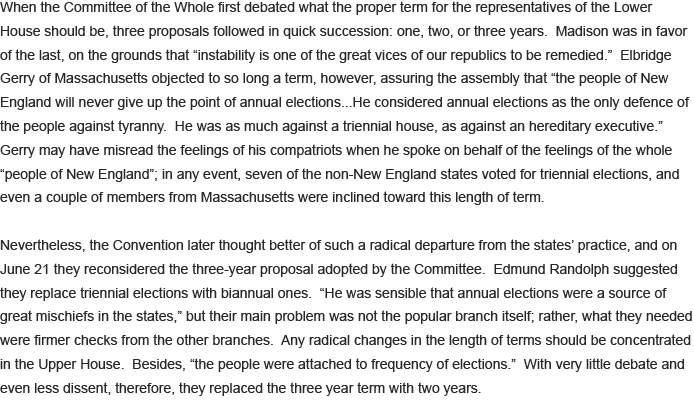 When the Committee of the Whole first debated what the proper term for the representatives of the Lower
House should be, three proposals followed in quick succession: one, two, or three years.  Madison was in favor
of the last, on the grounds that “instability is one of the great vices of our republics to be remedied.”  Elbridge
Gerry of Massachusetts objected to so long a term, however, assuring the assembly that “the people of New
England will never give up the point of annual elections...He considered annual elections as the only defence of
the people against tyranny.  He was as much against a triennial house, as against an hereditary executive.”
Gerry may have misread the feelings of his compatriots when he spoke on behalf of the feelings of the whole
“people of New England”; in any event, seven of the non-New England states voted for triennial elections, and
even a couple of members from Massachusetts were inclined toward this length of term.

Nevertheless, the Convention later thought better of such a radical departure from the states’ practice, and on
June 21 they reconsidered the three-year proposal adopted by the Committee.  Edmund Randolph suggested
they replace triennial elections with biannual ones.  “He was sensible that annual elections were a source of
great mischiefs in the states,” but their main problem was not the popular branch itself; rather, what they needed
were firmer checks from the other branches.  Any radical changes in the length of terms should be concentrated
in the Upper House.  Besides, “the people were attached to frequency of elections.”  With very little debate and
even less dissent, therefore, they replaced the three year term with two years.